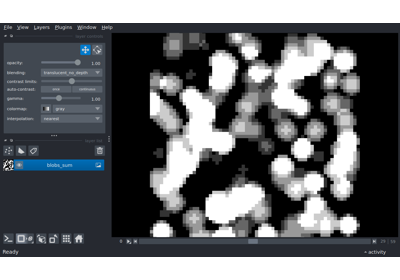 File View Layers Plugins Window Help
opacity: 1.00
blending: translucent_no_depth
contrast limits:
auto-contrast: once continuous
gamma: 1.00
colormap: gray
interpolation: nearest
blobs_sum
Ready
activity